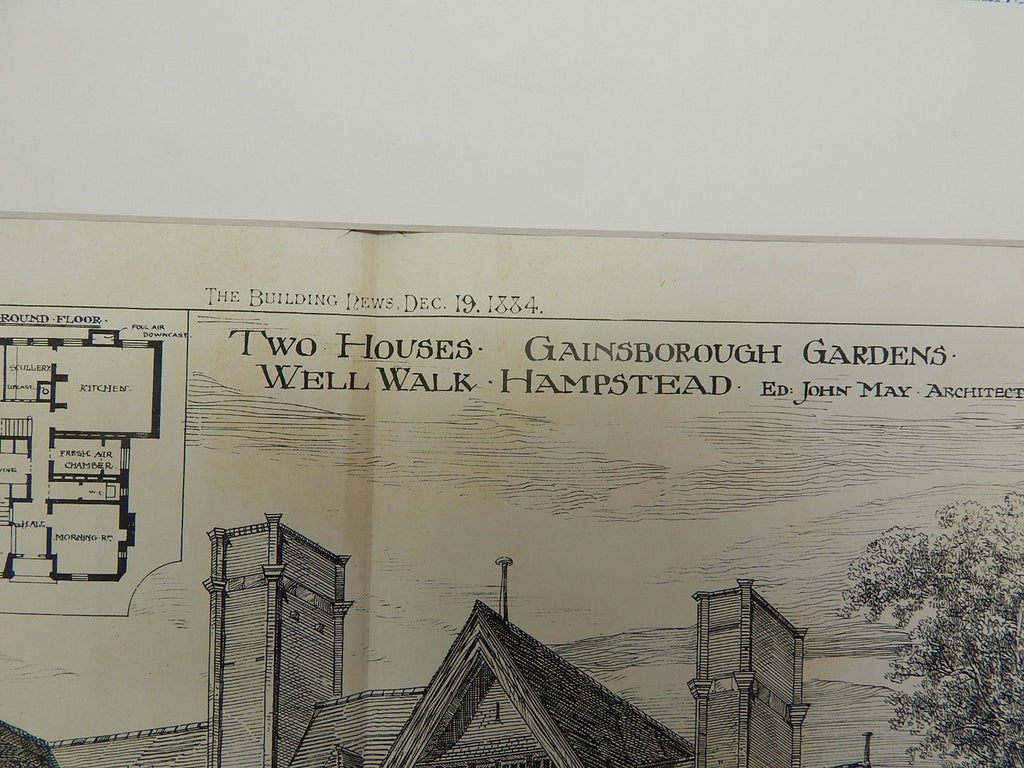 THE BUILDING NEWS, DEC. 19. 1884.
TWO HOUSES · GAINSBOROUGH GARDENS ·
WELL WALK · HAMPSTEAD · ED: JOHN MAY · ARCHITECT
ROUND · FLOOR ·
FOUL AIR
DOWNCAST
SCULLERY
KITCHEN
FRESH AIR
CHAMBER
W.C
HALL
MORNING RT